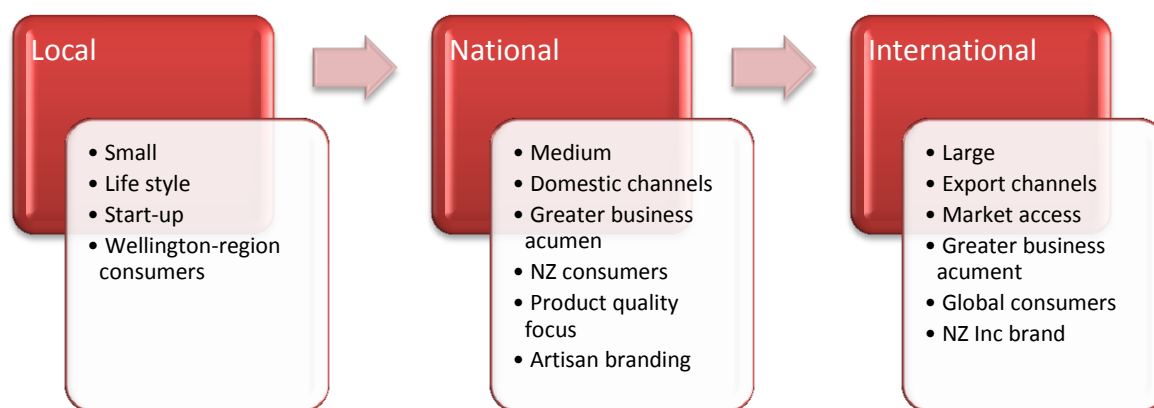 Local
• Small
• Life style
• Start-up
• Wellington-region
consumers
National
• Medium
• Domestic channels
• Greater business
acumen
• NZ consumers
• Product quality
focus
• Artisan branding
International
• Large
• Export channels
• Market access
• Greater business
acument
• Global consumers
• NZ Inc brand